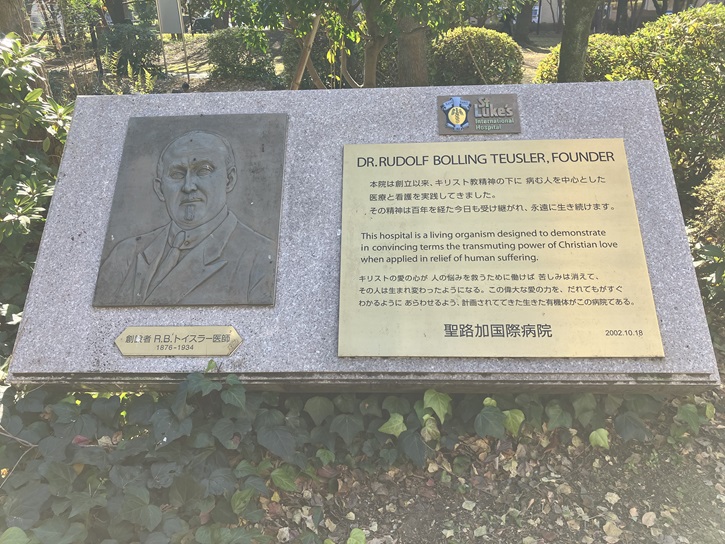 St.
Luke's
International
Hospital
DR. RUDOLF BOLLING TEUSLER, FOUNDER
本院は創立以来、キリスト教精神の下に 病む人を中心とした
医療と看護を実践してきました。
その精神は百年を経た今日も受け継がれ、永遠に生き続けます。
This hospital is a living organism designed to demonstrate
in convincing terms the transmuting power of Christian love
when applied in relief of human suffering.
キリストの愛の心が 人の悩みを救うために働けば 苦しみは消えて、
その人は生まれ変わったようになる。この偉大な愛の力を、だれでもがすぐ
わかるように あらわせるよう、計画されてできた生きた有機体がこの病院である。
聖路加国際病院
2002.10.18
創設者 R.B.トイスラー医師
1876-1934